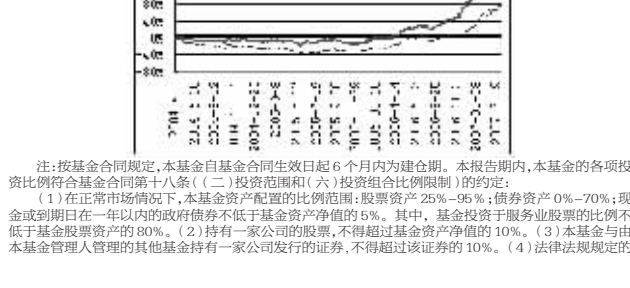 注:按基金合同规定,本基金自基金合同生效日起6个月内为建仓期。本报告期内,本基金的各项投
资比例符合基金合同第十八条((二)投资范围和(六)投资组合比例限制)的约定:
(1)在正常市场情况下,本基金资产配置的比例范围:股票资产25%-95%;债券资产0%-70%;现
金或到期日在一年以内的政府债券不低于基金资产净值的5%。其中,基金投资于服务业股票的比例不
低于基金股票资产的80%。(2)持有一家公司的股票,不得超过基金资产净值的10%。(3)本基金与由
本基金管理人管理的其他基金持有一家公司发行的证券,不得超过该证券的10%。(4)法律法规规定的